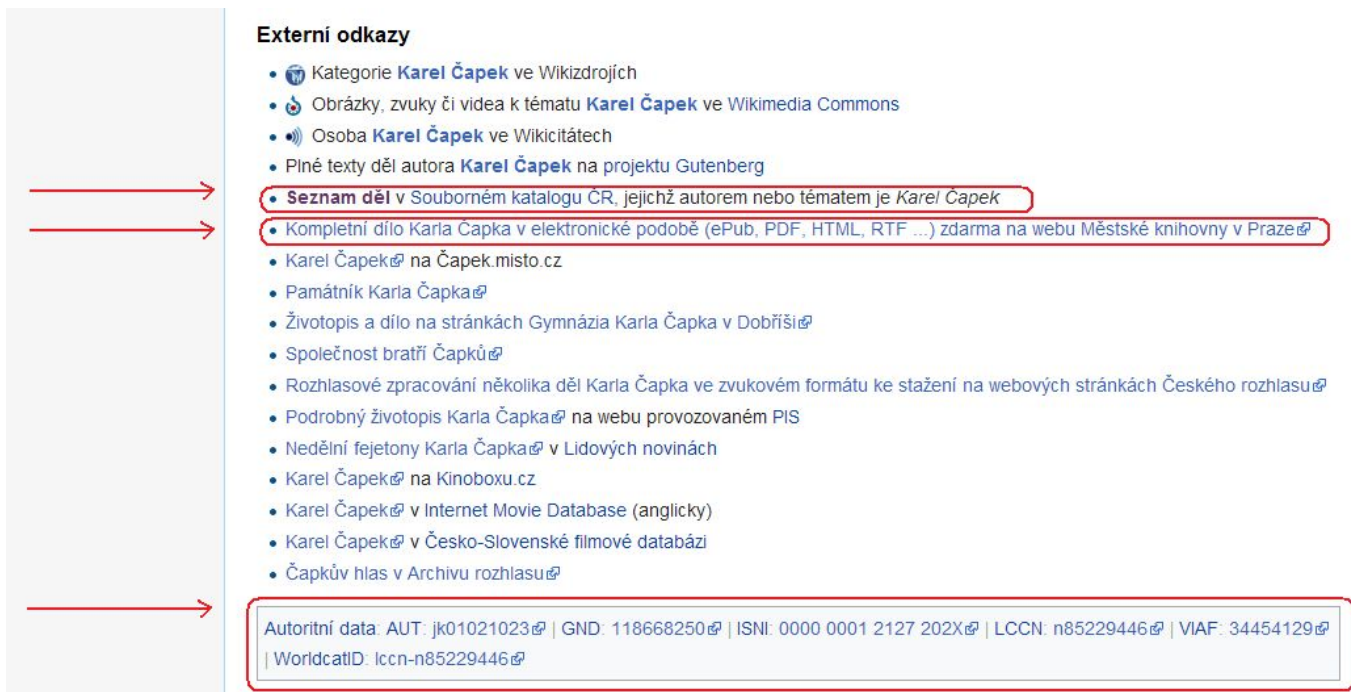 Externí odkazy
Kategorie Karel Čapek ve Wikizdrojích
Obrázky, zvuky či videa k tématu Karel Čapek ve Wikimedia Commons
Osoba Karel Čapek ve Wikicitátech
Plné texty děl autora Karel Čapek na projektu Gutenberg
Seznam děl v Souborném katalogu ČR, jejichž autorem nebo tématem je Karel Čapek
Kompletní dílo Karla Čapka v elektronické podobě (ePub, PDF, HTML, RTF ...) zdarma na webu Městské knihovny v Praze
Karel Čapek na Čapek.misto.cz
Památník Karla Čapka
Životopis a dílo na stránkách Gymnázia Karla Čapka v Dobříši
Společnost bratří Čapků
Rozhlasové zpracování několika děl Karla Čapka ve zvukovém formátu ke stažení na webových stránkách Českého rozhlasu
Podrobný životopis Karla Čapka na webu provozovaném PIS
Nedělní fejetony Karla Čapka v Lidových novinách
Karel Čapek na Kinoboxu.cz
Karel Čapek v Internet Movie Database (anglicky)
Karel Čapek v Česko-Slovenské filmové databázi
Čapkův hlas v Archivu rozhlasu
Autoritní data: AUT: jk01021023 | GND: 118668250 | ISNI: 0000 0001 2127 202X | LCCN: n85229446 | VIAF: 34454129
| WorldcatID: lccn-n85229446